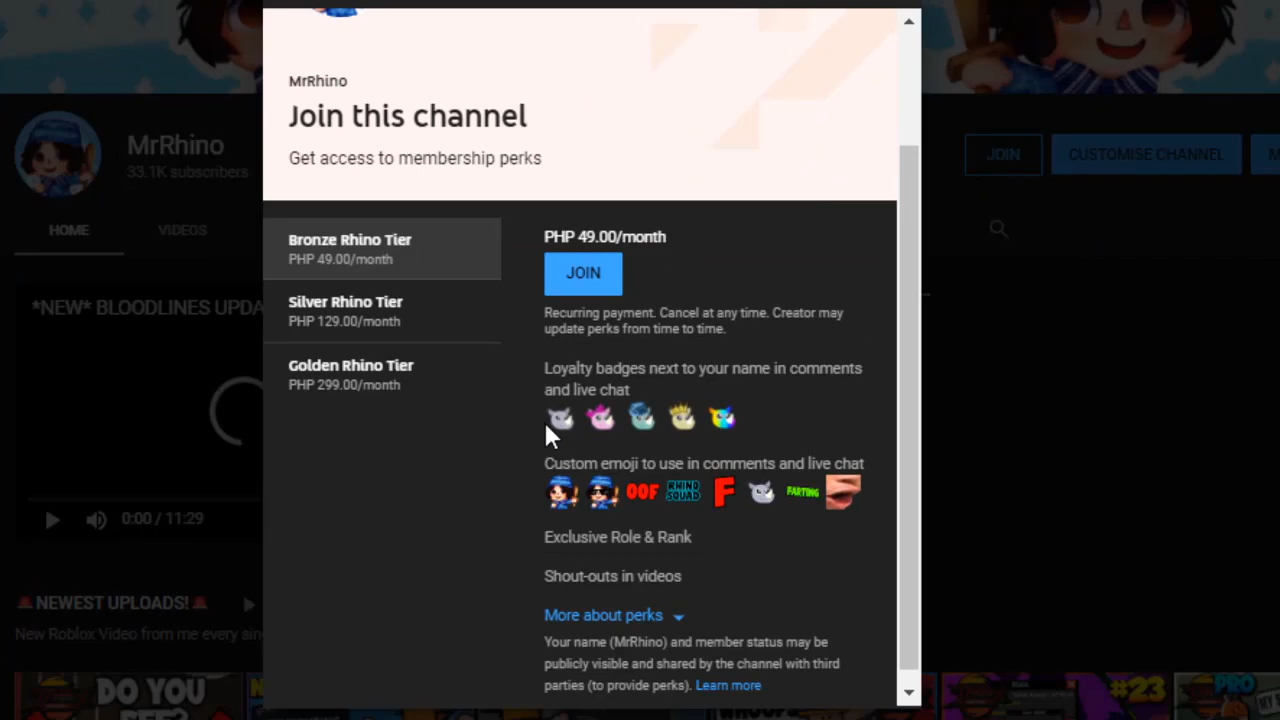 MrRhino
Join this channel
Get access to membership perks
MrRhino
33.1K subscribers
JOIN
CUSTOMISE CHANNEL
HOME
VIDEOS
Bronze Rhino Tier
PHP 49.00/month
Silver Rhino Tier
PHP 129.00/month
Golden Rhino Tier
PHP 299.00/month
PHP 49.00/month
JOIN
Recurring payment. Cancel at any time. Creator may
update perks from time to time.
Loyalty badges next to your name in comments
and live chat
Custom emoji to use in comments and live chat
OOF
RHINO
SQUAD
F
FARTING
Exclusive Role & Rank
Shout-outs in videos
More about perks
Your name (MrRhino) and member status may be
publicly visible and shared by the channel with third
parties (to provide perks). Learn more
*NEW* BLOODLINES UPDA
0:00 / 11:29
NEWEST UPLOADS!
New Roblox Video from me every sin
DO YOU
#23
PRO